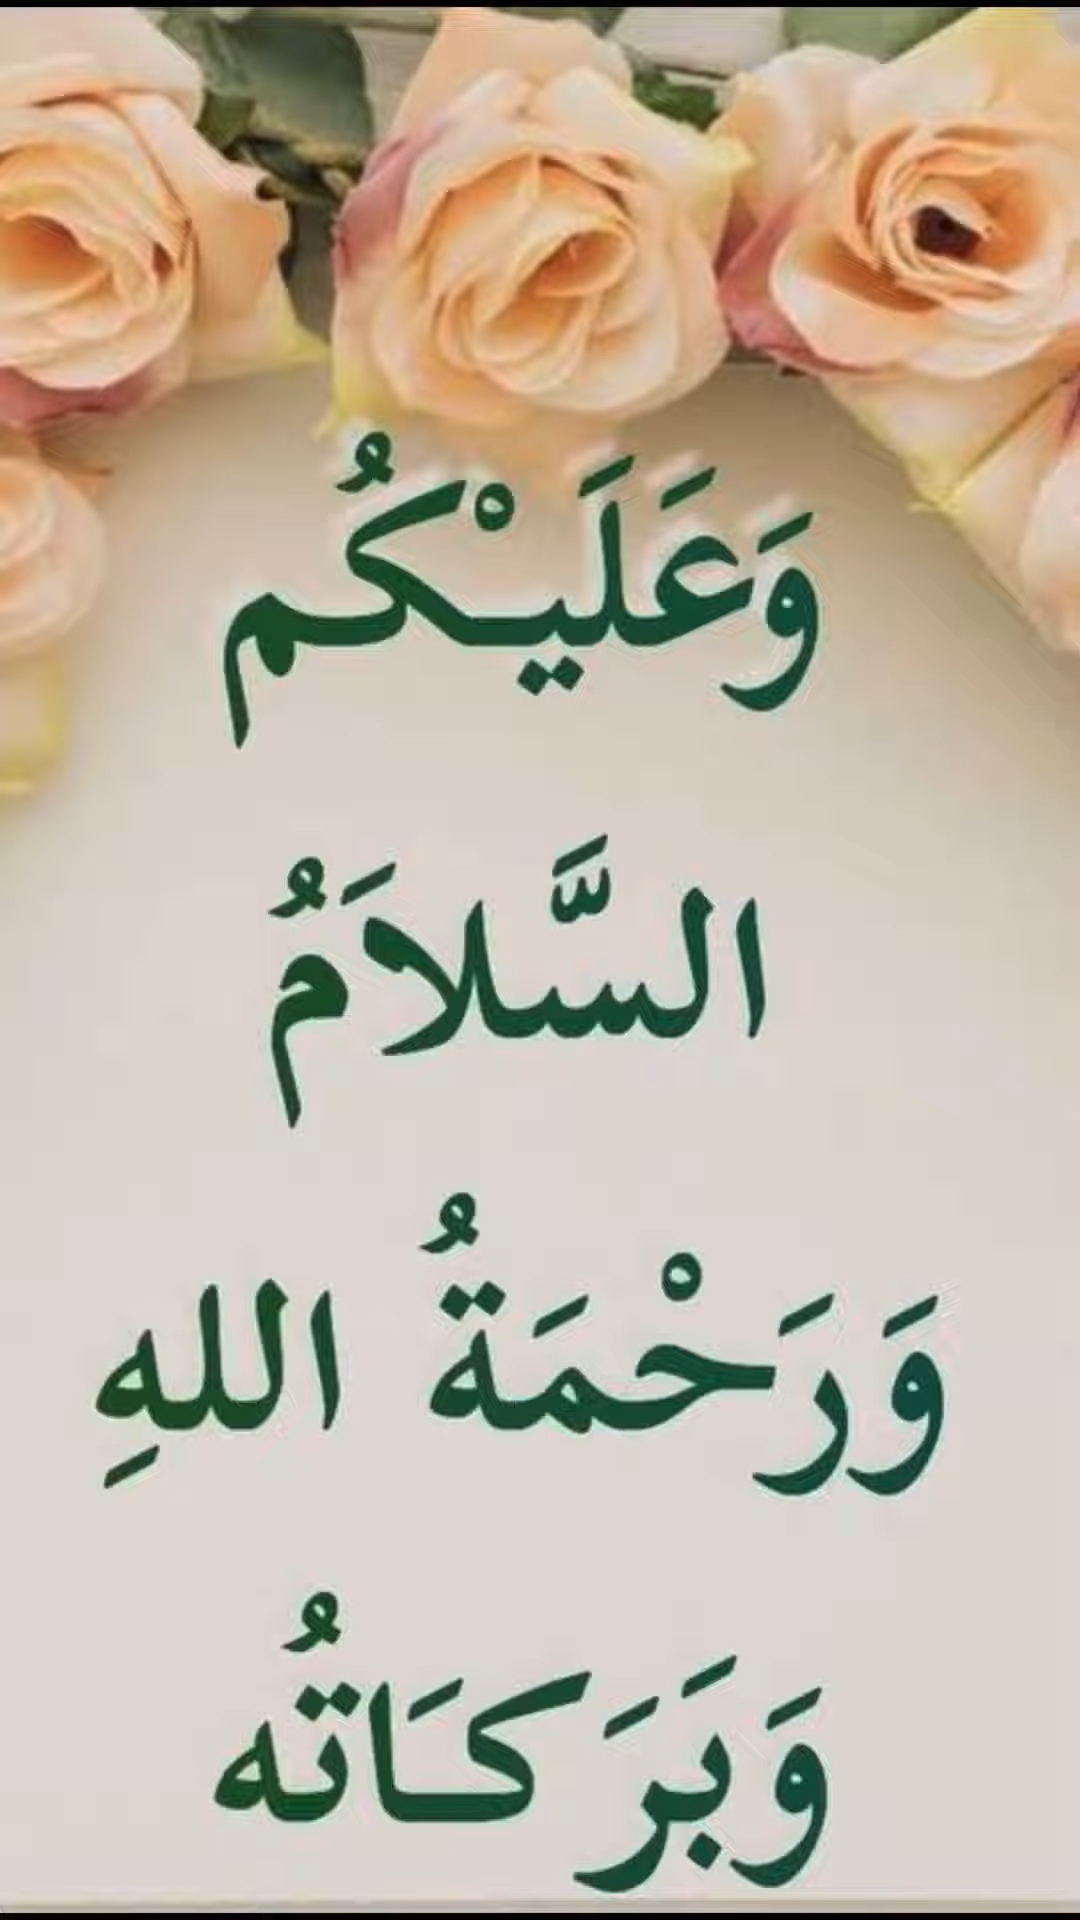 وَعَلَيْكُم
السَّلاَمُ
وَرَحْمَةُ اللهِ
وَبَرَكَاتُه